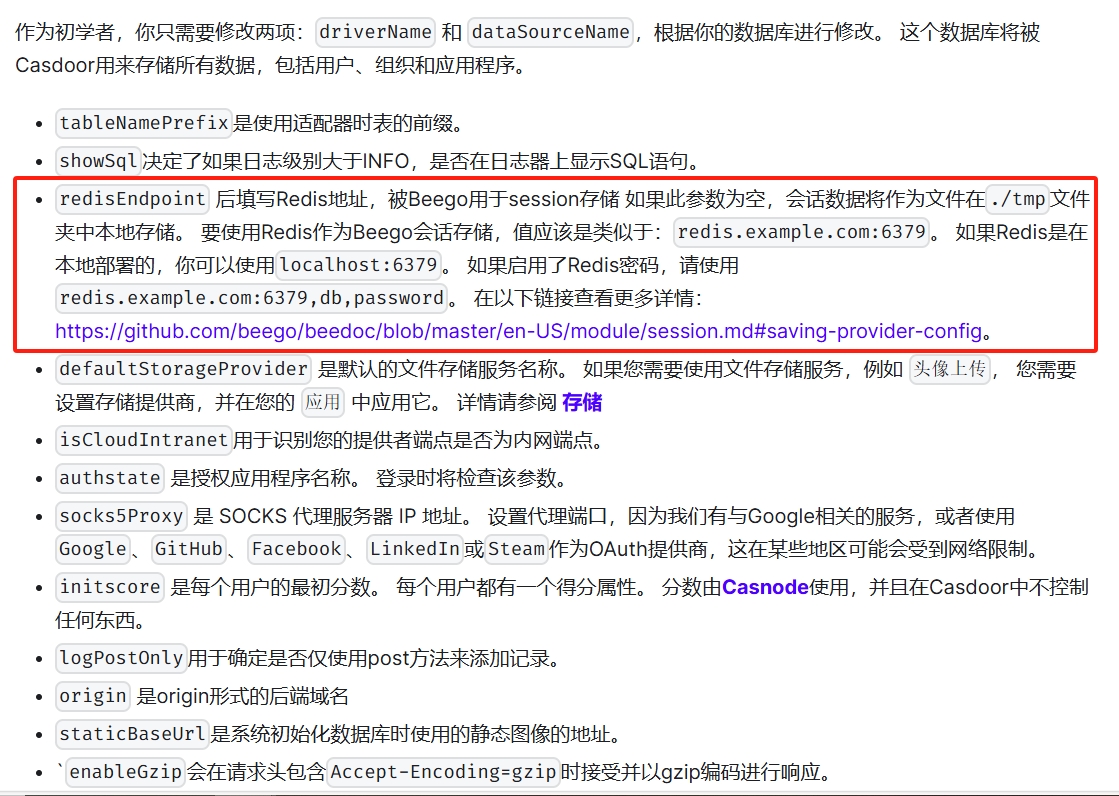 作为初学者，你只需要修改两项：driverName 和 dataSourceName，根据你的数据库进行修改。 这个数据库将被
Casdoor用来存储所有数据，包括用户、组织和应用程序。
• tableNamePrefix是使用适配器时表的前缀。
• showSql决定了如果日志级别大于INFO，是否在日志器上显示SQL语句。
• redisEndpoint 后填写Redis地址，被Beego用于session存储 如果此参数为空，会话数据将作为文件在./tmp文件
夹中本地存储。 要使用Redis作为Beego会话存储，值应该是类似于：redis.example.com:6379。 如果Redis是在
本地部署的，你可以使用localhost:6379。 如果启用了Redis密码，请使用
redis.example.com:6379,db,password。 在以下链接查看更多详情：
https://github.com/beego/beedoc/blob/master/en-US/module/session.md#saving-provider-config。
• defaultStorageProvider 是默认的文件存储服务名称。 如果您需要使用文件存储服务，例如 头像上传， 您需要
设置存储提供商，并在您的 应用 中应用它。 详情请参阅 存储
• isCloudIntranet用于识别您的提供者端点是否为内网端点。
• authstate 是授权应用程序名称。 登录时将检查该参数。
• socks5Proxy 是 SOCKS 代理服务器 IP 地址。 设置代理端口，因为我们有与Google相关的服务，或者使用
Google、GitHub、Facebook、LinkedIn或Steam作为OAuth提供商，这在某些地区可能会受到网络限制。
• initscore 是每个用户的最初分数。 每个用户都有一个得分属性。 分数由Casnode使用，并且在Casdoor中不控制
任何东西。
• logPostOnly用于确定是否仅使用post方法来添加记录。
• origin 是origin形式的后端域名
• staticBaseUrl是系统初始化数据库时使用的静态图像的地址。
• `enableGzip会在请求头包含Accept-Encoding=gzip时接受并以gzip编码进行响应。